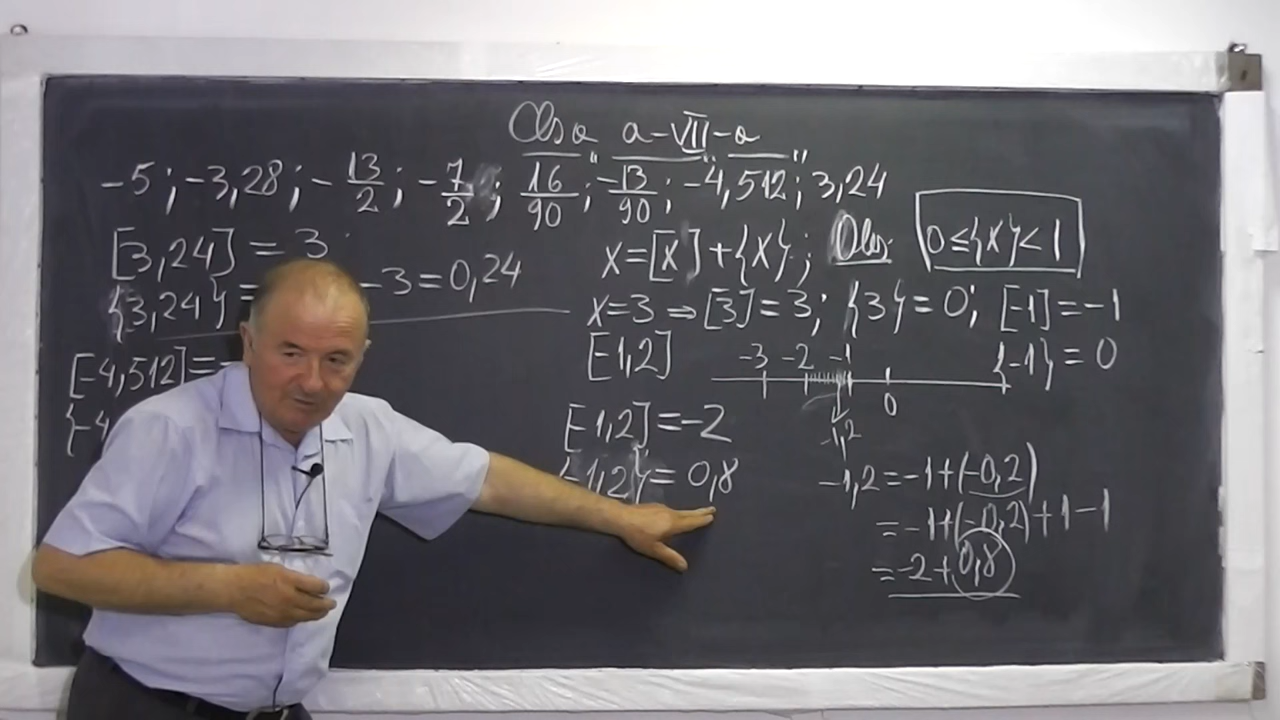 Clsa a-VII-a
-5; -3,28; -13/2; -7/2; 16/90; -13/90; -4,512; 3,24
[3,24] = 3
{3,24} = - 3 = 0,24
[-4,512] = -
{-4
x = [x] + {x}; Obs: 0 ≤ {x} < 1
x = 3 ⇒ [3] = 3; {3} = 0; [-1] = -1
[-1,2]
-3 -2 -1
0
-1,2
{-1} = 0
[-1,2] = -2
{-1,2} = 0,8
-1,2 = -1 + (-0,2)
= -1 + (-0,2) + 1 - 1
= -2 + 0,8